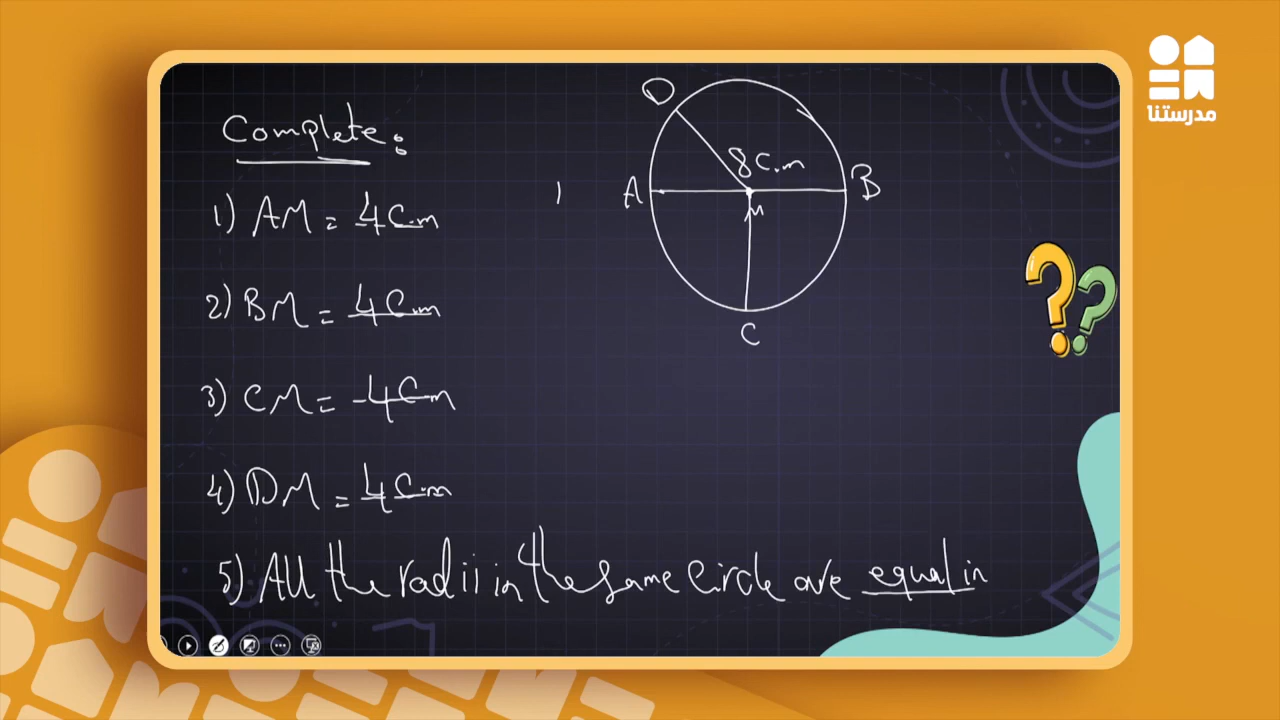 مدرستنا
Complete:
1) AM = 4 C.m
2) BM = 4 C.m
3) CM = 4 C.m
4) DM = 4 C.m
5) All the radii in the same Circle are equal in
D
8 C.m
A
B
M
C
??